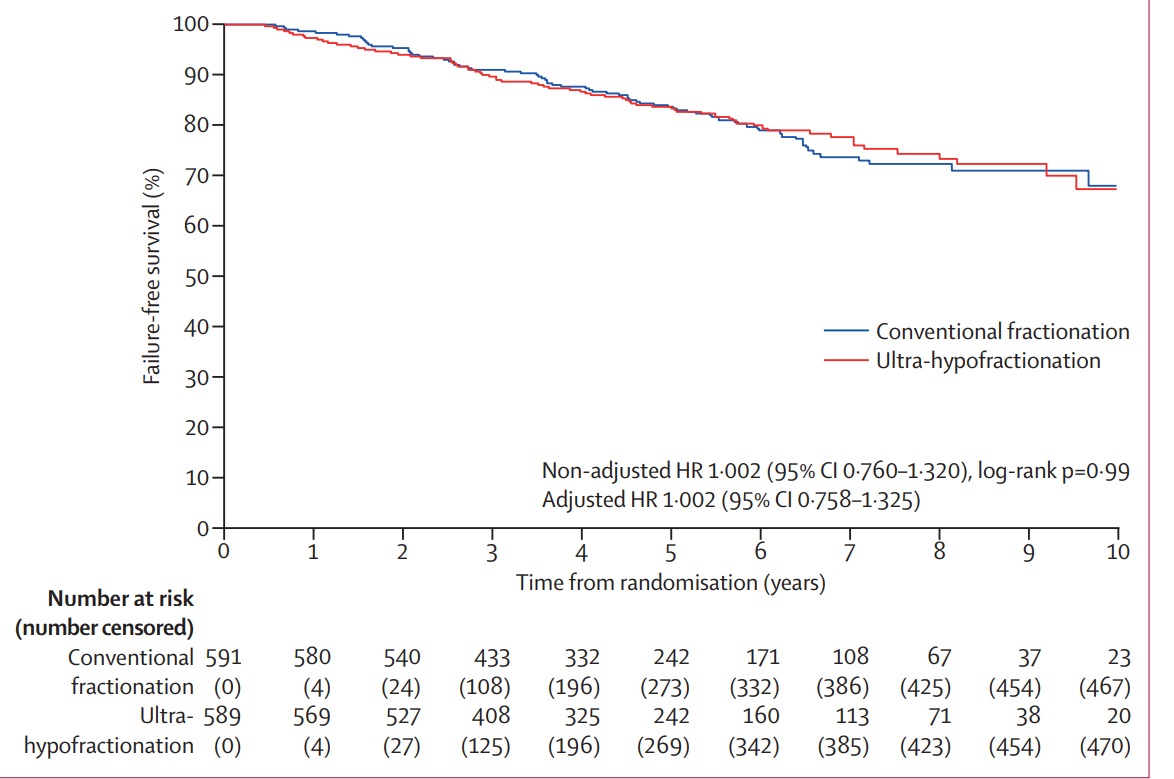 100
90
80
70
60
50
40
30
20
10
0
Failure-free survival (%)
Conventional fractionation
Ultra-hypofractionation
Non-adjusted HR 1·002 (95% CI 0·760–1·320), log-rank p=0·99
Adjusted HR 1·002 (95% CI 0·758–1·325)
0 1 2 3 4 5 6 7 8 9 10
Time from randomisation (years)
Number at risk
(number censored)
Conventional 591 580 540 433 332 242 171 108 67 37 23
fractionation (0) (4) (24) (108) (196) (273) (332) (386) (425) (454) (467)
Ultra- 589 569 527 408 325 242 160 113 71 38 20
hypofractionation (0) (4) (27) (125) (196) (269) (342) (385) (423) (454) (470)